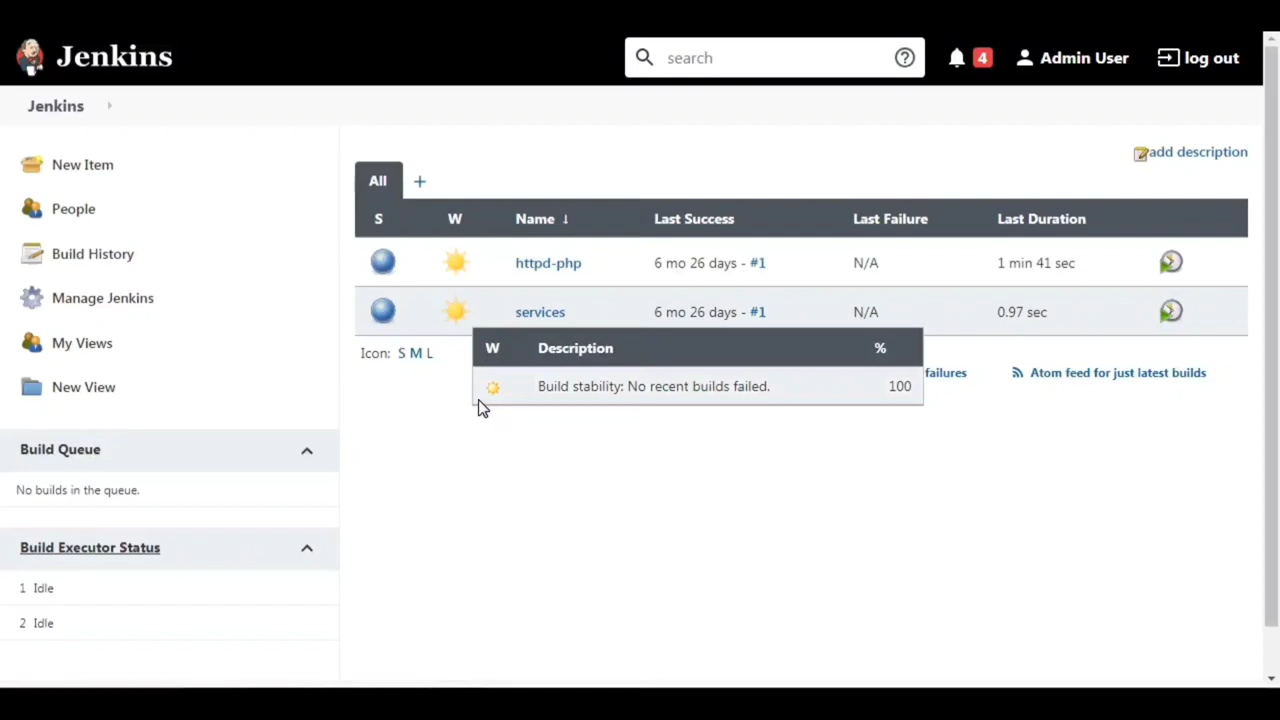 Jenkins
search
4
Admin User
log out
Jenkins
New Item
People
Build History
Manage Jenkins
My Views
New View
Build Queue
No builds in the queue.
Build Executor Status
1 Idle
2 Idle
add description
All +
S W Name ↓ Last Success Last Failure Last Duration
httpd-php 6 mo 26 days - #1 N/A 1 min 41 sec
services 6 mo 26 days - #1 N/A 0.97 sec
Icon: S M L
W Description %
Build stability: No recent builds failed. 100
failures
Atom feed for just latest builds